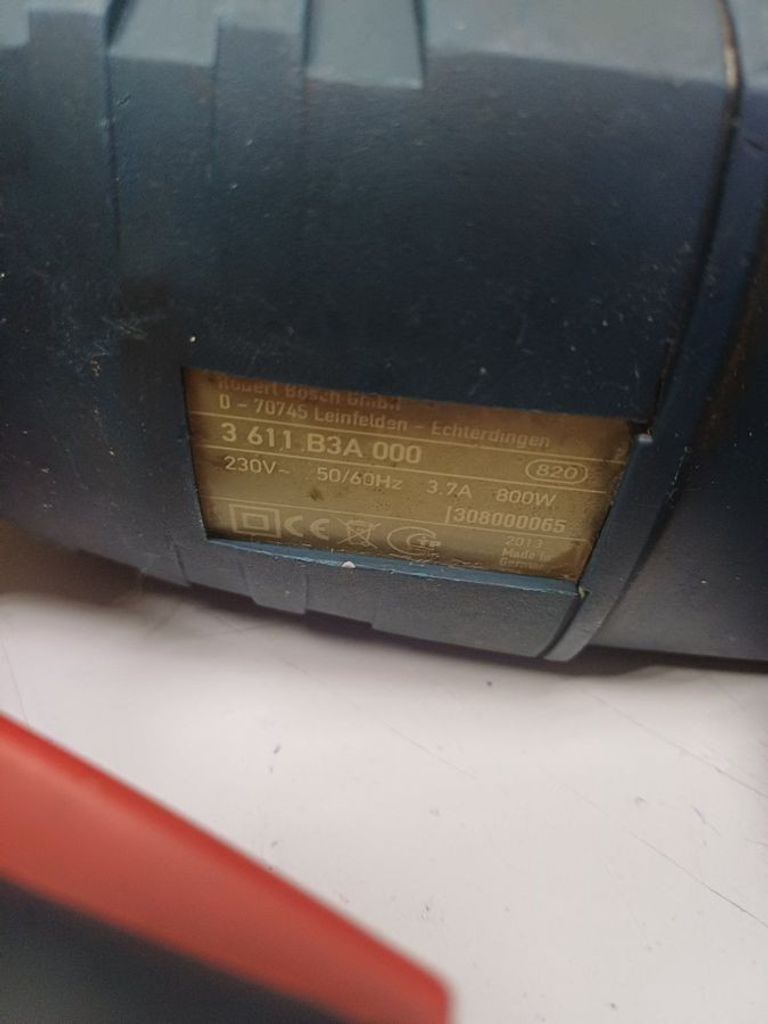 Robert Bosch GmbH
D - 70745 Leinfelden - Echterdingen
3 611 B3A 000 820
230V~ 50/60Hz 3.7A 800W
308000065
CE 2013
Made in
Germany